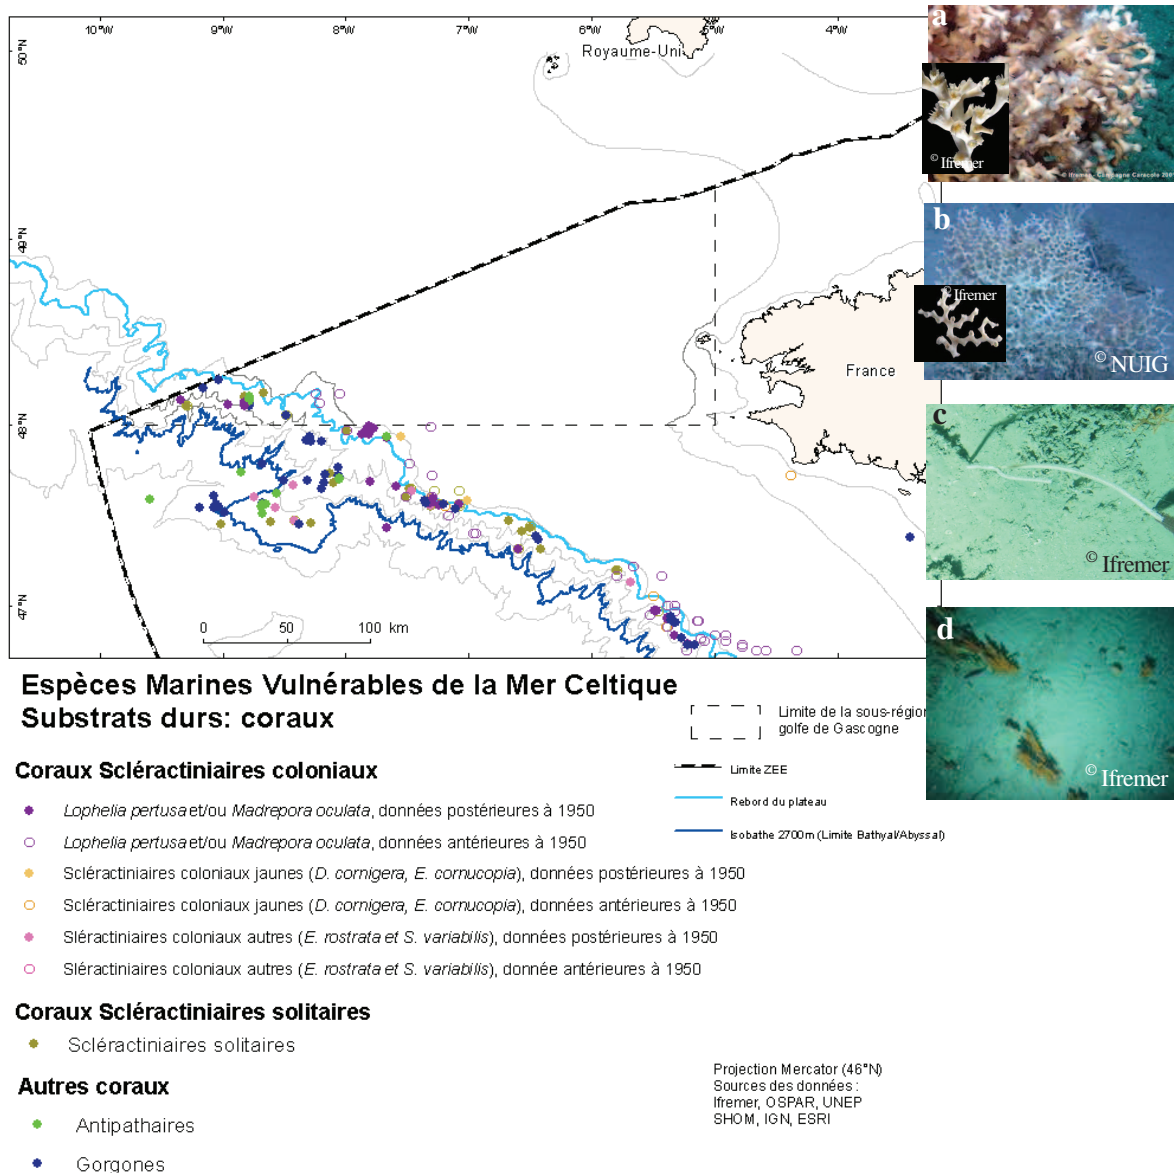 10°W 9°W 8°W 7°W 6°W 5°W 4°W
50°N
49°N
48°N
47°N
Royaume-Uni
France
0 50 100 km
a
© Ifremer
© Ifremer - Campagne Caracole 200
b
© Ifremer
© NUIG
c
© Ifremer
d
© Ifremer
Espèces Marines Vulnérables de la Mer Celtique
Substrats durs: coraux
Limite de la sous-région
golfe de Gascogne
Limite ZEE
Rebord du plateau
Isobathe 2700m (Limite Bathyal/Abyssal)
Coraux Scléractiniaires coloniaux
Lophelia pertusa et/ou Madrepora oculata, données postérieures à 1950
Lophelia pertusa et/ou Madrepora oculata, données antérieures à 1950
Scléractiniaires coloniaux jaunes (D. cornigera, E. cornucopia), données postérieures à 1950
Scléractiniaires coloniaux jaunes (D. cornigera, E. cornucopia), données antérieures à 1950
Sléractiniaires coloniaux autres (E. rostrata et S. variabilis), données postérieures à 1950
Sléractiniaires coloniaux autres (E. rostrata et S. variabilis), donnée antérieures à 1950
Coraux Scléractiniaires solitaires
Scléractiniaires solitaires
Autres coraux
Antipathaires
Gorgones
Projection Mercator (46°N)
Sources des données :
Ifremer, OSPAR, UNEP
SHOM, IGN, ESRI